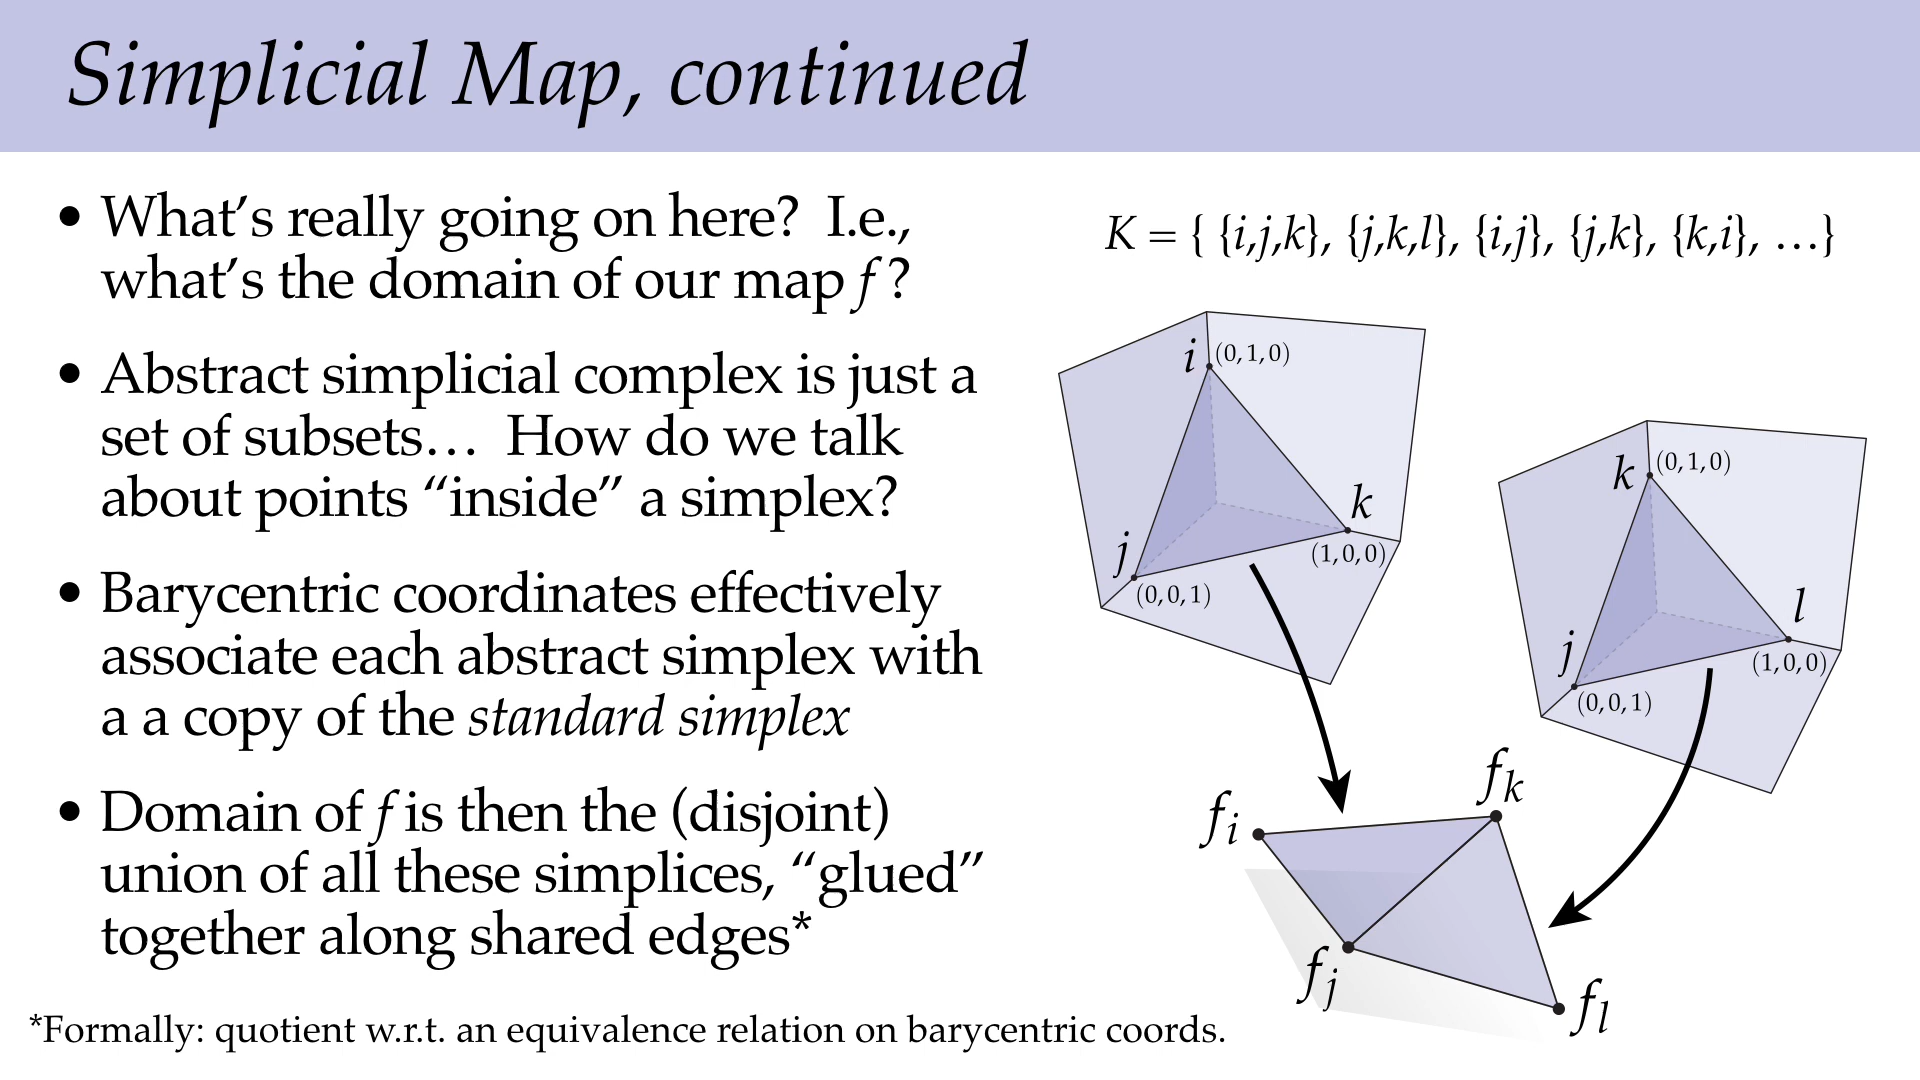 Simplicial Map, continued
• What’s really going on here?  I.e.,
what’s the domain of our map f ?
• Abstract simplicial complex is just a
set of subsets…  How do we talk
about points “inside” a simplex?
• Barycentric coordinates effectively
associate each abstract simplex with
a a copy of the standard simplex
• Domain of f is then the (disjoint)
union of all these simplices, “glued”
together along shared edges*
*Formally: quotient w.r.t. an equivalence relation on barycentric coords.
K = { {i,j,k}, {j,k,l}, {i,j}, {j,k}, {k,i}, …}
i (0, 1, 0)
k
(1, 0, 0)
j
(0, 0, 1)
k (0, 1, 0)
l
(1, 0, 0)
j
(0, 0, 1)
f_k
f_i
f_j
f_l